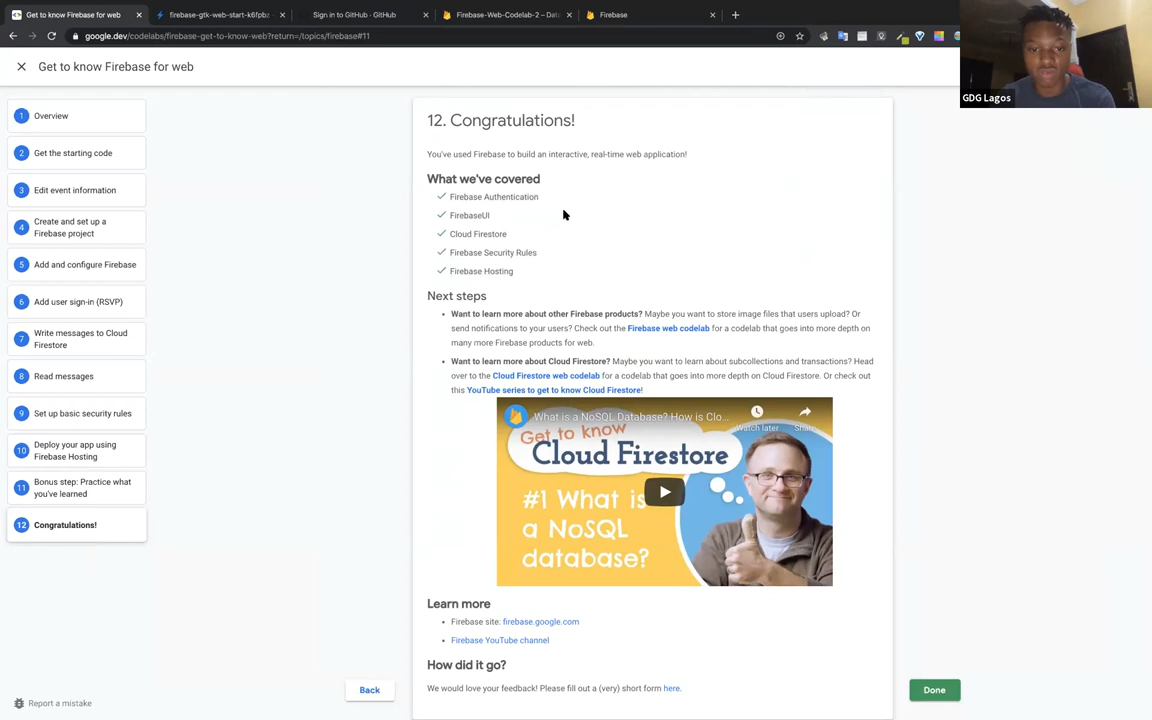 Get to know Firebase for web
firebase-gtk-web-start-k6fpbz
Sign in to GitHub · GitHub
Firebase-Web-Codelab-2 – Dat
Firebase
google.dev/codelabs/firebase-get-to-know-web?return=/topics/firebase#11
Get to know Firebase for web
GDG Lagos
1 Overview
2 Get the starting code
3 Edit event information
4 Create and set up a
Firebase project
5 Add and configure Firebase
6 Add user sign-in (RSVP)
7 Write messages to Cloud
Firestore
8 Read messages
9 Set up basic security rules
10 Deploy your app using
Firebase Hosting
11 Bonus step: Practice what
you've learned
12 Congratulations!
Report a mistake
12. Congratulations!
You've used Firebase to build an interactive, real-time web application!
What we've covered
Firebase Authentication
FirebaseUI
Cloud Firestore
Firebase Security Rules
Firebase Hosting
Next steps
Want to learn more about other Firebase products? Maybe you want to store image files that users upload? Or
send notifications to your users? Check out the Firebase web codelab for a codelab that goes into more depth on
many more Firebase products for web.
Want to learn more about Cloud Firestore? Maybe you want to learn about subcollections and transactions? Head
over to the Cloud Firestore web codelab for a codelab that goes into more depth on Cloud Firestore. Or check out
this YouTube series to get to know Cloud Firestore!
What is a NoSQL Database? How is Clo...
Watch later
Share
Get to know
Cloud Firestore
#1 What is
a NoSQL
database?
Learn more
Firebase site: firebase.google.com
Firebase YouTube channel
How did it go?
We would love your feedback! Please fill out a (very) short form here.
Back
Done